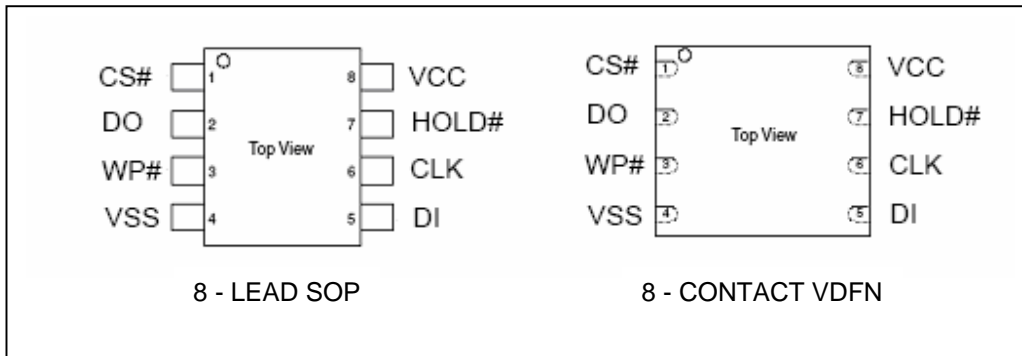 CS# 1 8 VCC
DO 2 7 HOLD#
Top View
WP# 3 6 CLK
VSS 4 5 DI
8 - LEAD SOP
CS# 1 8 VCC
DO 2 7 HOLD#
Top View
WP# 3 6 CLK
VSS 4 5 DI
8 - CONTACT VDFN